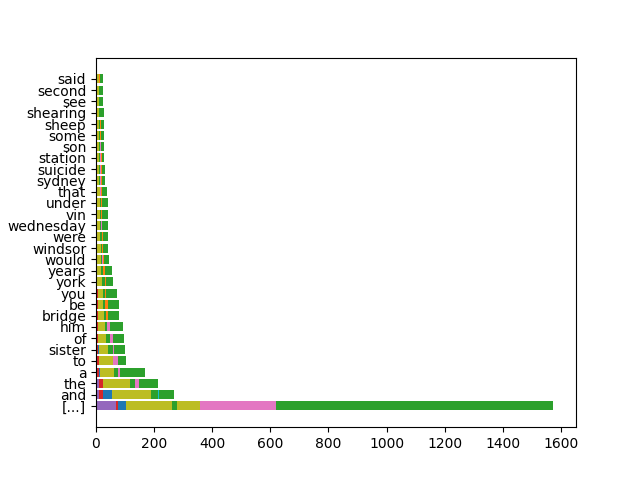 said
second
see
shearing
sheep
some
son
station
suicide
sydney
that
under
vin
wednesday
were
windsor
would
years
york
you
be
bridge
him
of
sister
to
a
the
and
[...]
0 200 400 600 800 1000 1200 1400 1600